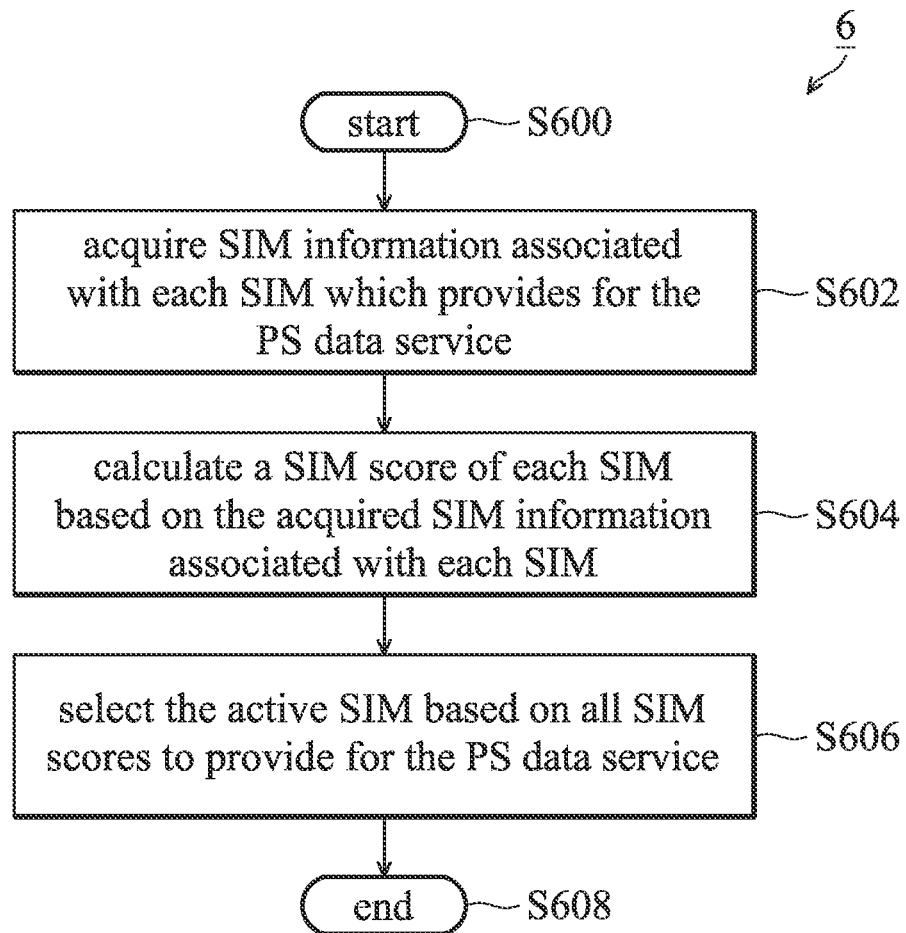 6
start
S600
acquire SIM information associated
with each SIM which provides for the
PS data service
S602
calculate a SIM score of each SIM
based on the acquired SIM information
associated with each SIM
S604
select the active SIM based on all SIM
scores to provide for the PS data service
S606
end
S608